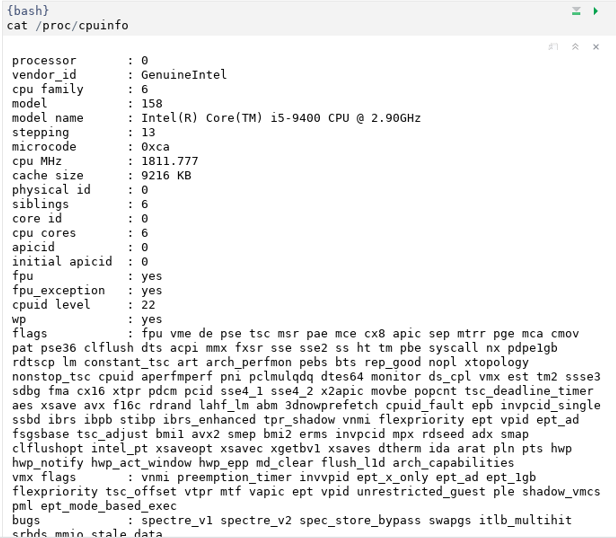 {bash}
cat /proc/cpuinfo
processor       : 0
vendor_id       : GenuineIntel
cpu family      : 6
model           : 158
model name      : Intel(R) Core(TM) i5-9400 CPU @ 2.90GHz
stepping        : 13
microcode       : 0xca
cpu MHz         : 1811.777
cache size      : 9216 KB
physical id     : 0
siblings        : 6
core id         : 0
cpu cores       : 6
apicid          : 0
initial apicid  : 0
fpu             : yes
fpu_exception   : yes
cpuid level     : 22
wp              : yes
flags           : fpu vme de pse tsc msr pae mce cx8 apic sep mtrr pge mca cmov
pat pse36 clflush dts acpi mmx fxsr sse sse2 ss ht tm pbe syscall nx pdpe1gb
rdtscp lm constant_tsc art arch_perfmon pebs bts rep_good nopl xtopology
nonstop_tsc cpuid aperfmperf pni pclmulqdq dtes64 monitor ds_cpl vmx est tm2 ssse3
sdbg fma cx16 xtpr pdcm pcid sse4_1 sse4_2 x2apic movbe popcnt tsc_deadline_timer
aes xsave avx f16c rdrand lahf_lm abm 3dnowprefetch cpuid_fault epb invpcid_single
ssbd ibrs ibpb stibp ibrs_enhanced tpr_shadow vnmi flexpriority ept vpid ept_ad
fsgsbase tsc_adjust bmi1 avx2 smep bmi2 erms invpcid mpx rdseed adx smap
clflushopt intel_pt xsaveopt xsavec xgetbv1 xsaves dtherm ida arat pln pts hwp
hwp_notify hwp_act_window hwp_epp md_clear flush_l1d arch_capabilities
vmx flags       : vnmi preemption_timer invvpid ept_x_only ept_ad ept_1gb
flexpriority tsc_offset vtpr mtf vapic ept vpid unrestricted_guest ple shadow_vmcs
pml ept_mode_based_exec
bugs            : spectre_v1 spectre_v2 spec_store_bypass swapgs itlb_multihit
srbds mmio_stale_data